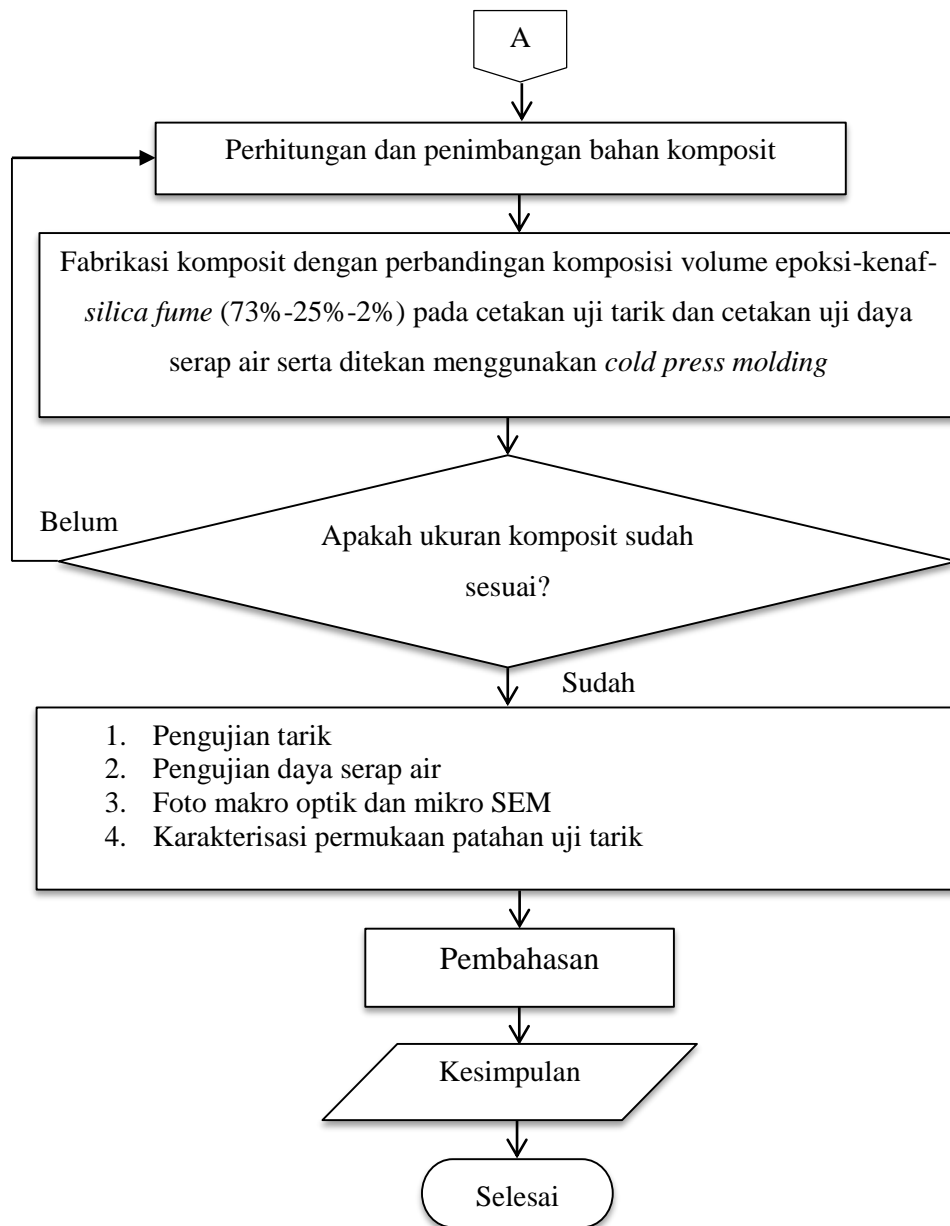 A
Perhitungan dan penimbangan bahan komposit
Fabrikasi komposit dengan perbandingan komposisi volume epoksi-kenaf-
silica fume (73%-25%-2%) pada cetakan uji tarik dan cetakan uji daya
serap air serta ditekan menggunakan cold press molding
Belum
Apakah ukuran komposit sudah
sesuai?
Sudah
1. Pengujian tarik
2. Pengujian daya serap air
3. Foto makro optik dan mikro SEM
4. Karakterisasi permukaan patahan uji tarik
Pembahasan
Kesimpulan
Selesai